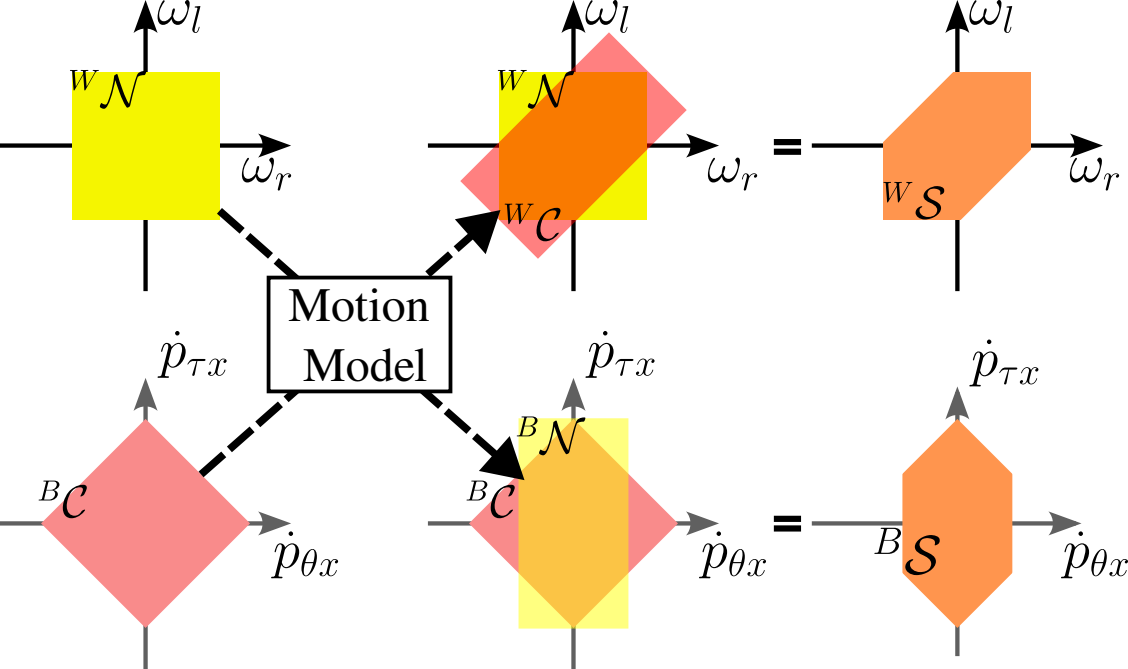 ω_l ω_l ω_l
^W𝒩 ^W𝒩
ω_r ω_r = ω_r
^W𝒞 ^W𝒮
Motion
Model
ṗ_τx ṗ_τx ṗ_τx
^B𝒩
^B𝒞 ^B𝒞
=
ṗ_θx ṗ_θx ^B𝒮 ṗ_θx